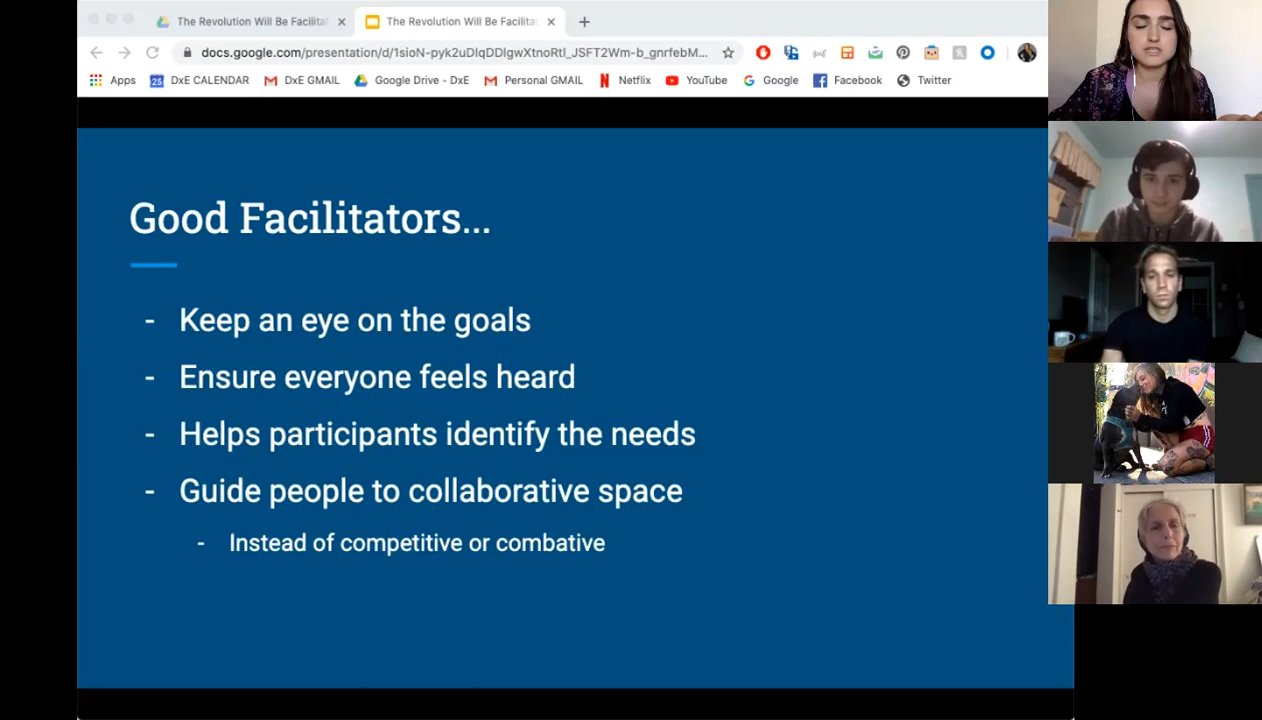 The Revolution Will Be Facilitat
The Revolution Will Be Facilitat
docs.google.com/presentation/d/1sioN-pyk2uDlqDDlgwXtnoRtl_JSFT2Wm-b_gnrfebM...
Apps
25
DxE CALENDAR
DxE GMAIL
Google Drive - DxE
Personal GMAIL
Netflix
YouTube
Google
Facebook
Twitter
Good Facilitators...
- Keep an eye on the goals
- Ensure everyone feels heard
- Helps participants identify the needs
- Guide people to collaborative space
- Instead of competitive or combative